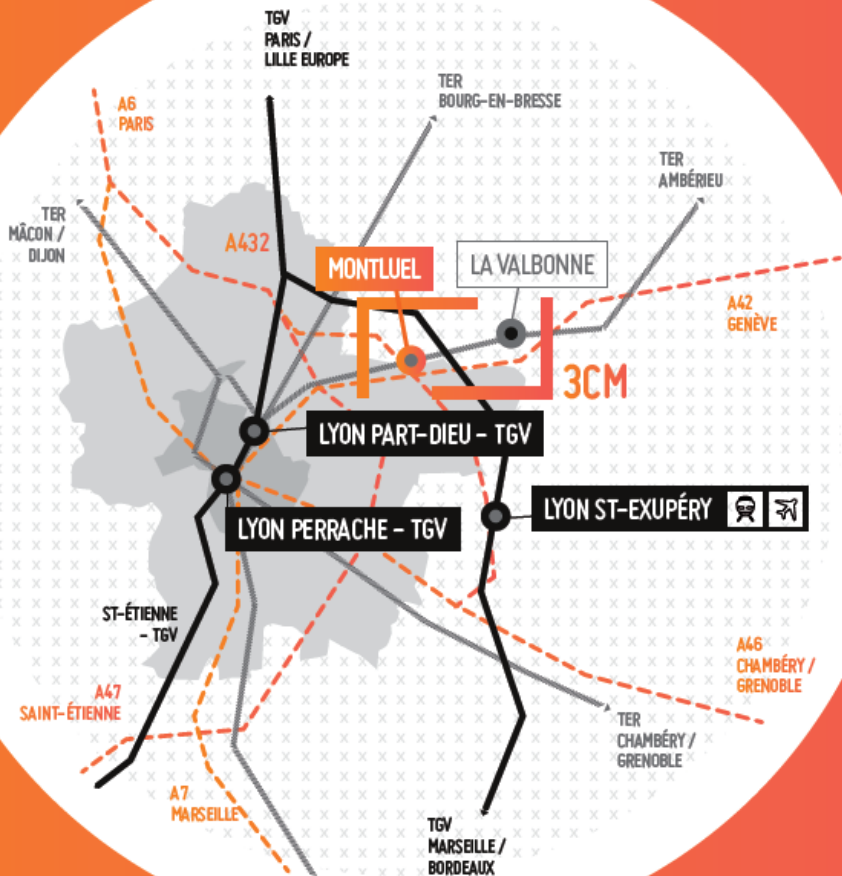 TGV
PARIS /
LILLE EUROPE
TER
BOURG-EN-BRESSE
A6
PARIS
TER
AMBÉRIEU
TER
MÂCON /
DIJON
A432
MONTLUEL
LA VALBONNE
A42
GENÈVE
3CM
LYON PART-DIEU - TGV
LYON ST-EXUPÉRY
LYON PERRACHE - TGV
ST-ÉTIENNE
- TGV
A46
CHAMBÉRY /
GRENOBLE
A47
SAINT-ÉTIENNE
TER
CHAMBÉRY /
GRENOBLE
A7
MARSEILLE
TGV
MARSEILLE /
BORDEAUX